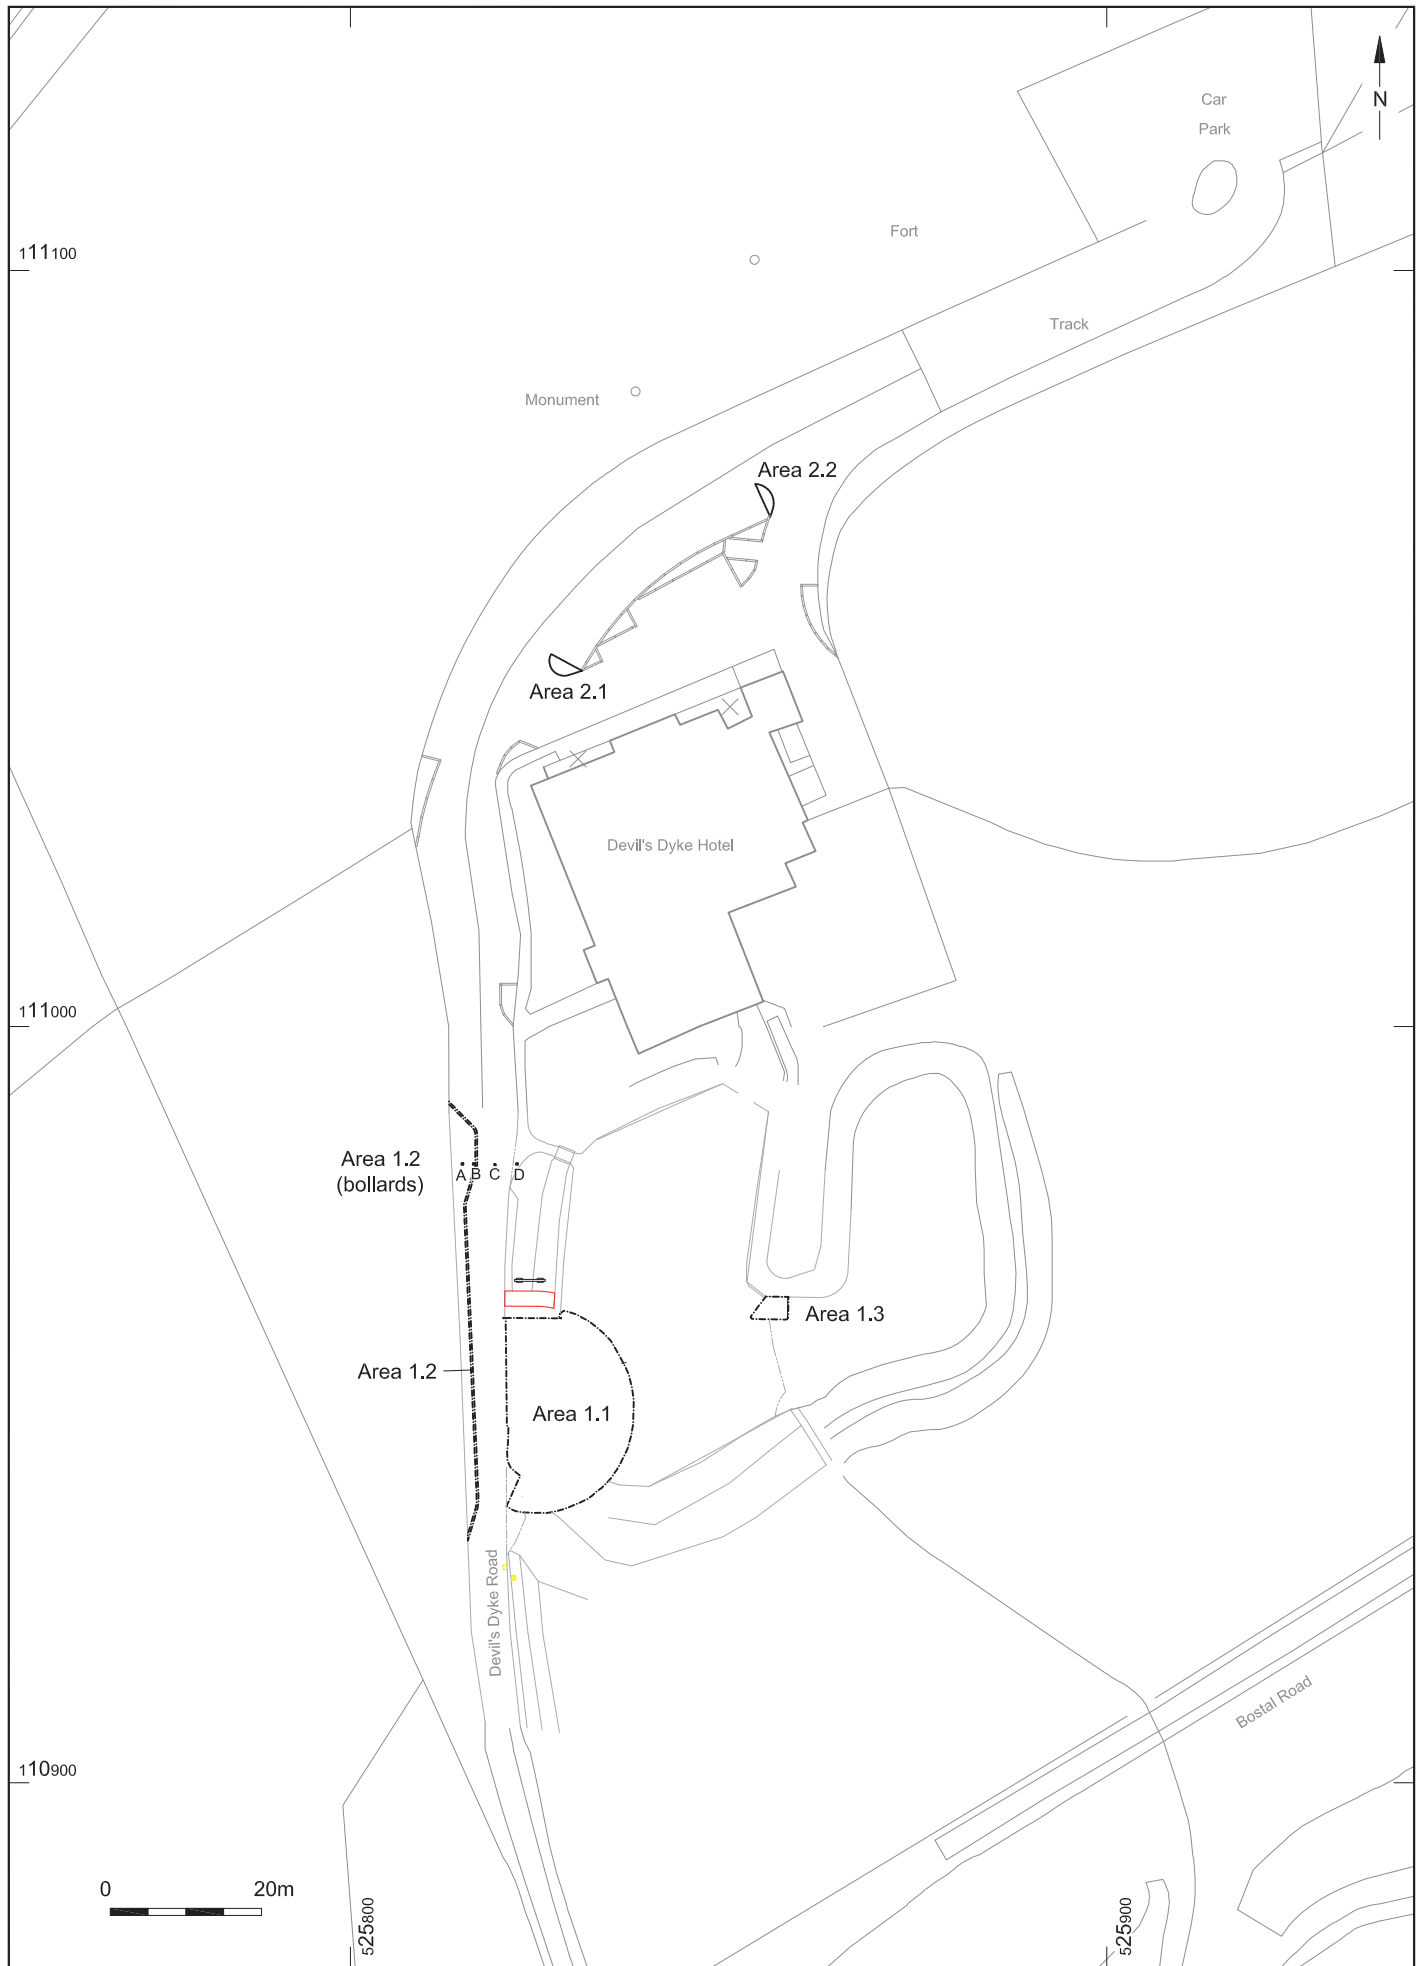 Car
Park
N
Fort
111100
Track
Monument
Area 2.2
Area 2.1
Devil's Dyke Hotel
111000
Area 1.2
(bollards)
A B C D
Area 1.3
Area 1.2
Area 1.1
Devil's Dyke Road
Bostal Road
110900
0 20m
525800
525900